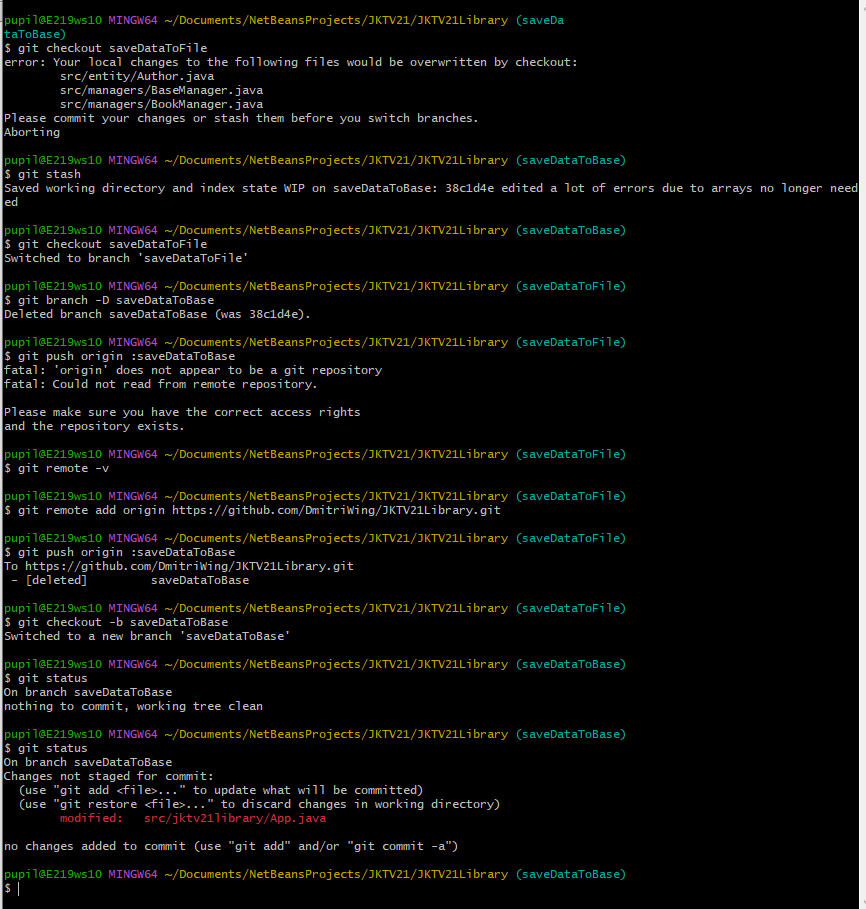 pupil@E219ws10 MINGW64 ~/Documents/NetBeansProjects/JKTV21/JKTV21Library (saveDa
taToBase)
$ git checkout saveDataToFile
error: Your local changes to the following files would be overwritten by checkout:
        src/entity/Author.java
        src/managers/BaseManager.java
        src/managers/BookManager.java
Please commit your changes or stash them before you switch branches.
Aborting
pupil@E219ws10 MINGW64 ~/Documents/NetBeansProjects/JKTV21/JKTV21Library (saveDataToBase)
$ git stash
Saved working directory and index state WIP on saveDataToBase: 38c1d4e edited a lot of errors due to arrays no longer need
ed
pupil@E219ws10 MINGW64 ~/Documents/NetBeansProjects/JKTV21/JKTV21Library (saveDataToBase)
$ git checkout saveDataToFile
Switched to branch 'saveDataToFile'
pupil@E219ws10 MINGW64 ~/Documents/NetBeansProjects/JKTV21/JKTV21Library (saveDataToFile)
$ git branch -D saveDataToBase
Deleted branch saveDataToBase (was 38c1d4e).
pupil@E219ws10 MINGW64 ~/Documents/NetBeansProjects/JKTV21/JKTV21Library (saveDataToFile)
$ git push origin :saveDataToBase
fatal: 'origin' does not appear to be a git repository
fatal: Could not read from remote repository.
Please make sure you have the correct access rights
and the repository exists.
pupil@E219ws10 MINGW64 ~/Documents/NetBeansProjects/JKTV21/JKTV21Library (saveDataToFile)
$ git remote -v
pupil@E219ws10 MINGW64 ~/Documents/NetBeansProjects/JKTV21/JKTV21Library (saveDataToFile)
$ git remote add origin https://github.com/DmitriWing/JKTV21Library.git
pupil@E219ws10 MINGW64 ~/Documents/NetBeansProjects/JKTV21/JKTV21Library (saveDataToFile)
$ git push origin :saveDataToBase
To https://github.com/DmitriWing/JKTV21Library.git
 - [deleted]         saveDataToBase
pupil@E219ws10 MINGW64 ~/Documents/NetBeansProjects/JKTV21/JKTV21Library (saveDataToFile)
$ git checkout -b saveDataToBase
Switched to a new branch 'saveDataToBase'
pupil@E219ws10 MINGW64 ~/Documents/NetBeansProjects/JKTV21/JKTV21Library (saveDataToBase)
$ git status
On branch saveDataToBase
nothing to commit, working tree clean
pupil@E219ws10 MINGW64 ~/Documents/NetBeansProjects/JKTV21/JKTV21Library (saveDataToBase)
$ git status
On branch saveDataToBase
Changes not staged for commit:
  (use "git add <file>..." to update what will be committed)
  (use "git restore <file>..." to discard changes in working directory)
        modified:   src/jktv21library/App.java
no changes added to commit (use "git add" and/or "git commit -a")
pupil@E219ws10 MINGW64 ~/Documents/NetBeansProjects/JKTV21/JKTV21Library (saveDataToBase)
$